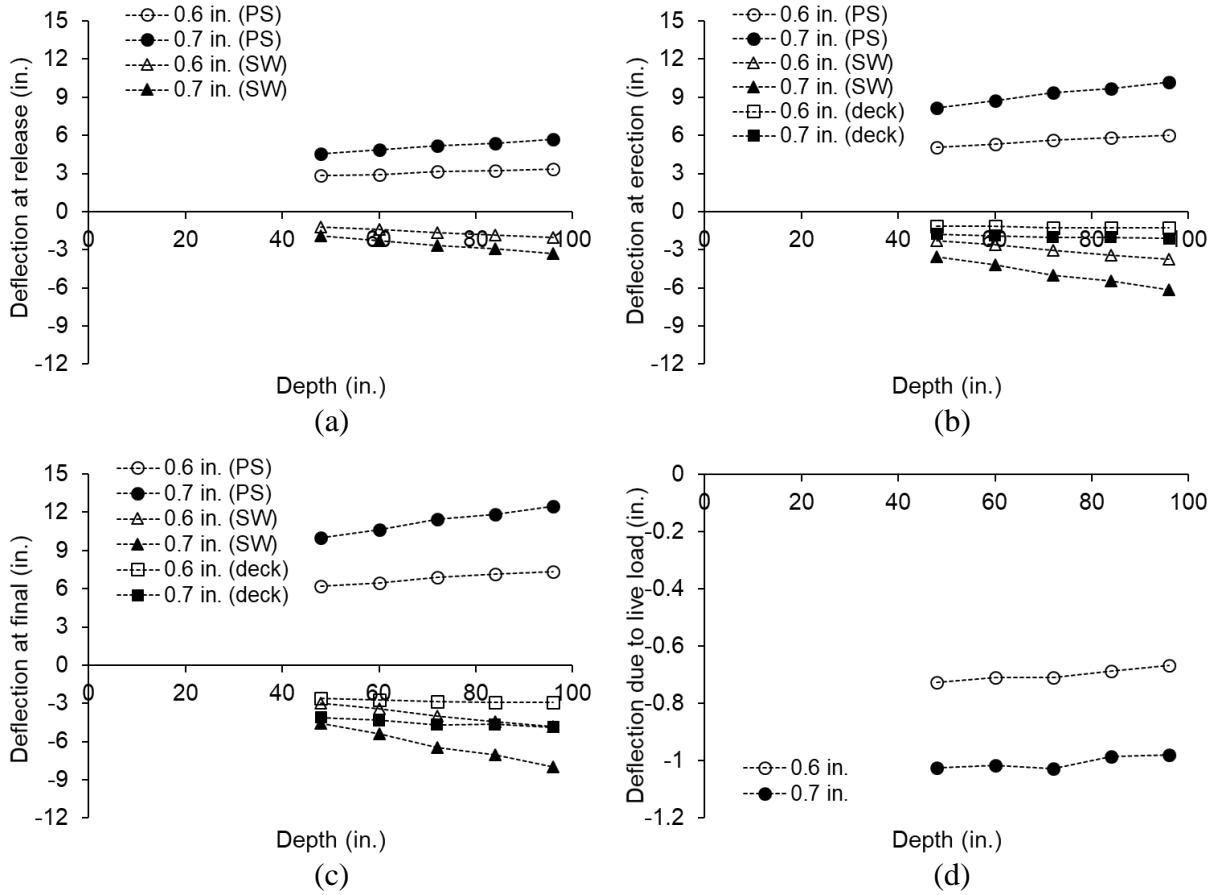 15
12
9
6
3
0
-3
-6
-9
-12
Deflection at release (in.)
0.6 in. (PS)
0.7 in. (PS)
0.6 in. (SW)
0.7 in. (SW)
0 20 40 60 80 100
Depth (in.)
(a)
15
12
9
6
3
0
-3
-6
-9
-12
Deflection at erection (in.)
0.6 in. (PS)
0.7 in. (PS)
0.6 in. (SW)
0.7 in. (SW)
0.6 in. (deck)
0.7 in. (deck)
0 20 40 60 80 100
Depth (in.)
(b)
15
12
9
6
3
0
-3
-6
-9
-12
Deflection at final (in.)
0.6 in. (PS)
0.7 in. (PS)
0.6 in. (SW)
0.7 in. (SW)
0.6 in. (deck)
0.7 in. (deck)
0 20 40 60 80 100
Depth (in.)
(c)
0
-0.2
-0.4
-0.6
-0.8
-1
-1.2
Deflection due to live load (in.)
0 20 40 60 80 100
0.6 in.
0.7 in.
Depth (in.)
(d)